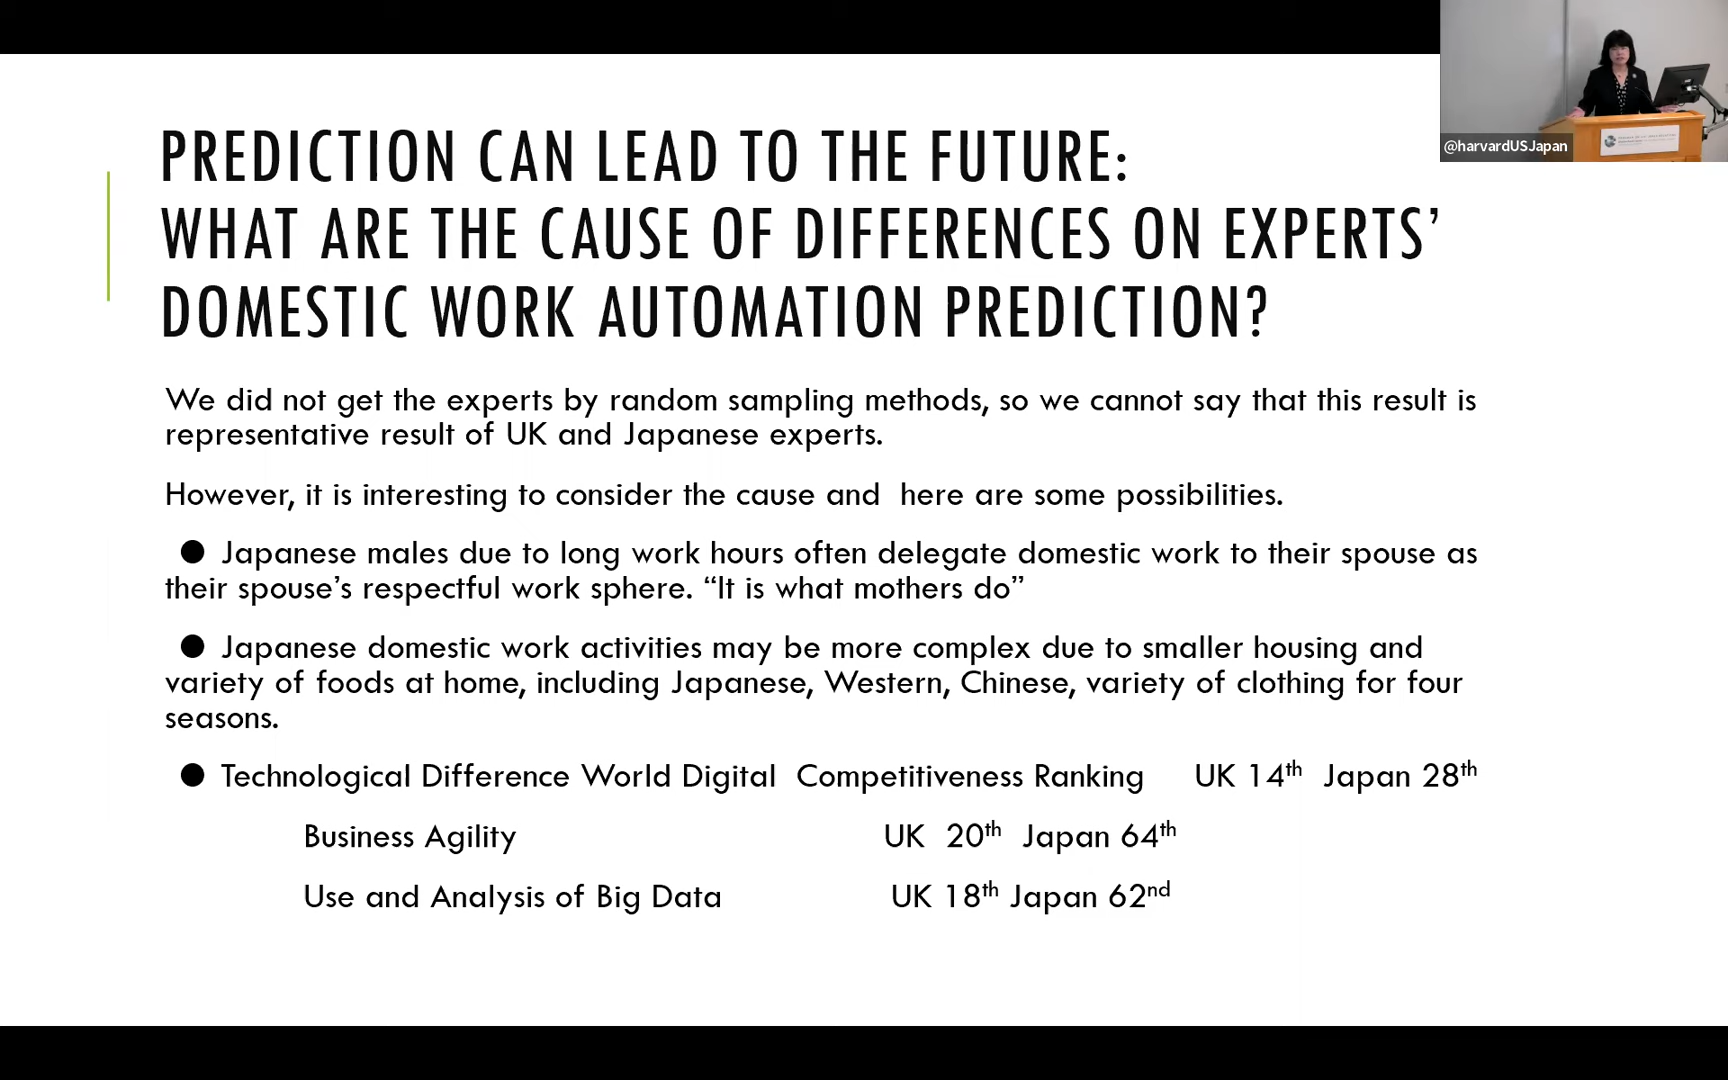 PREDICTION CAN LEAD TO THE FUTURE:
WHAT ARE THE CAUSE OF DIFFERENCES ON EXPERTS’
DOMESTIC WORK AUTOMATION PREDICTION?
@harvardUSJapan
We did not get the experts by random sampling methods, so we cannot say that this result is
representative result of UK and Japanese experts.
However, it is interesting to consider the cause and  here are some possibilities.
● Japanese males due to long work hours often delegate domestic work to their spouse as
their spouse’s respectful work sphere. “It is what mothers do”
● Japanese domestic work activities may be more complex due to smaller housing and
variety of foods at home, including Japanese, Western, Chinese, variety of clothing for four
seasons.
● Technological Difference World Digital  Competitiveness Ranking    UK 14th  Japan 28th
Business Agility    UK  20th  Japan 64th
Use and Analysis of Big Data    UK 18th Japan 62nd